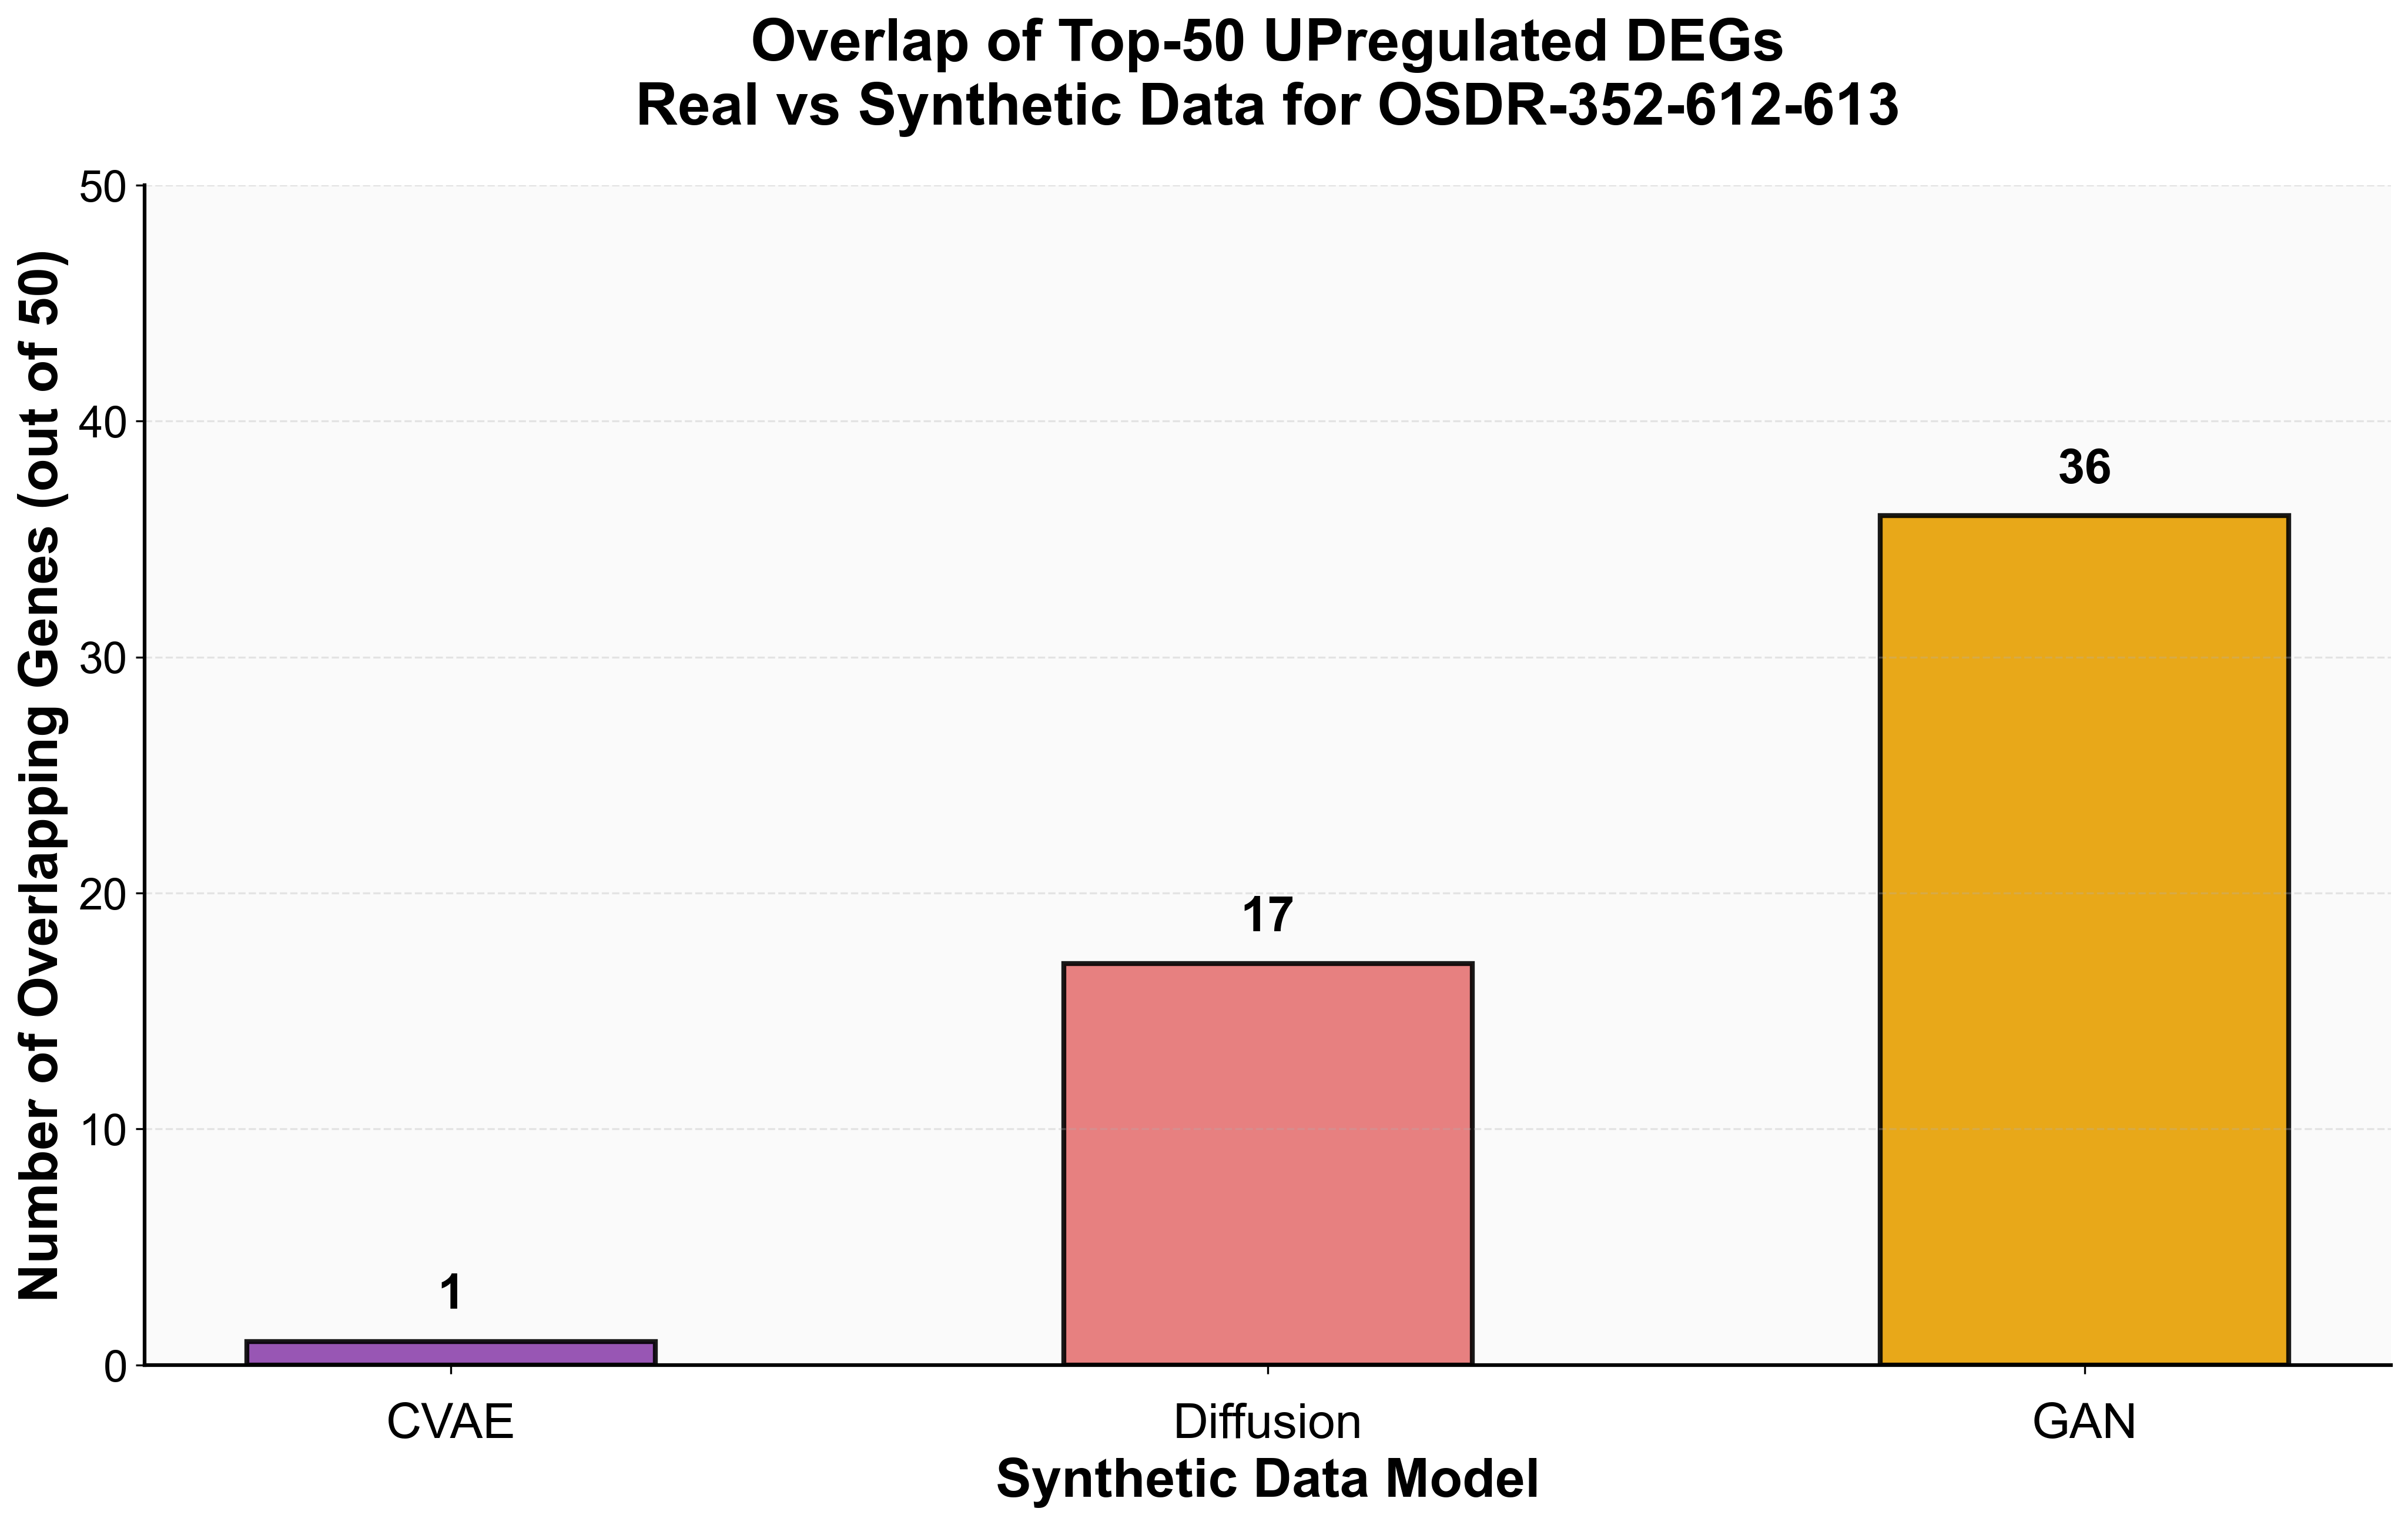 Overlap of Top-50 UPregulated DEGs
Real vs Synthetic Data for OSDR-352-612-613
Number of Overlapping Genes (out of 50)
50
40
30
20
10
0
1
17
36
CVAE
Diffusion
GAN
Synthetic Data Model